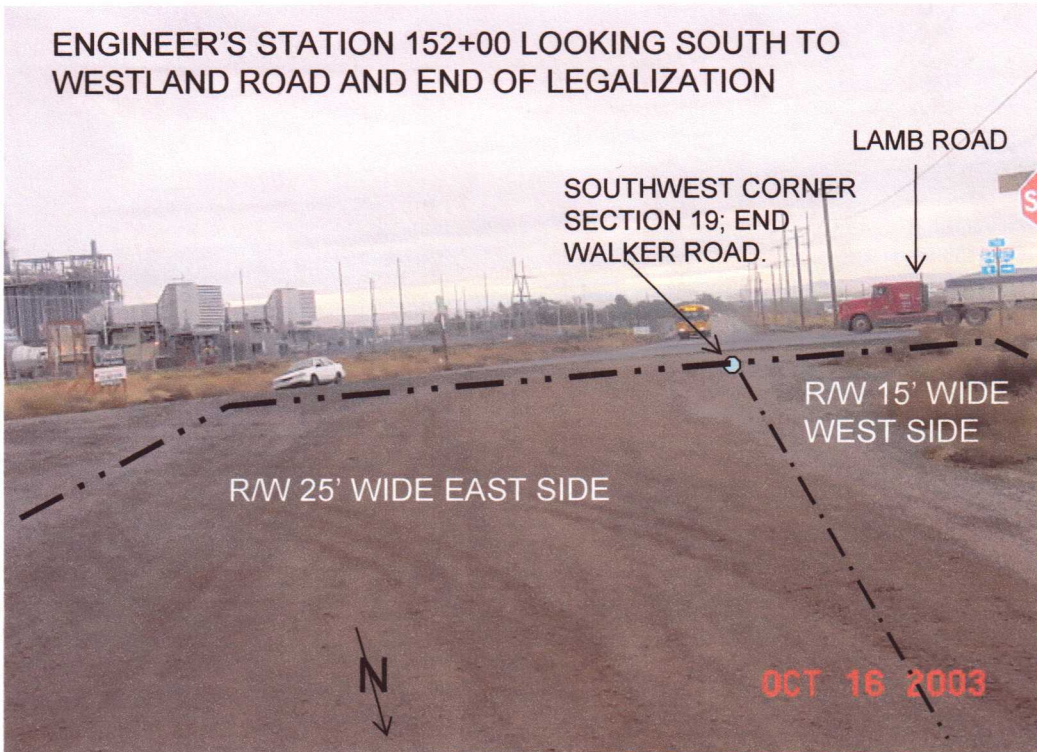 ENGINEER'S STATION 152+00 LOOKING SOUTH TO
WESTLAND ROAD AND END OF LEGALIZATION
LAMB ROAD
SOUTHWEST CORNER
SECTION 19; END
WALKER ROAD.
S
R/W 15' WIDE
WEST SIDE
R/W 25' WIDE EAST SIDE
N
OCT 16 2003